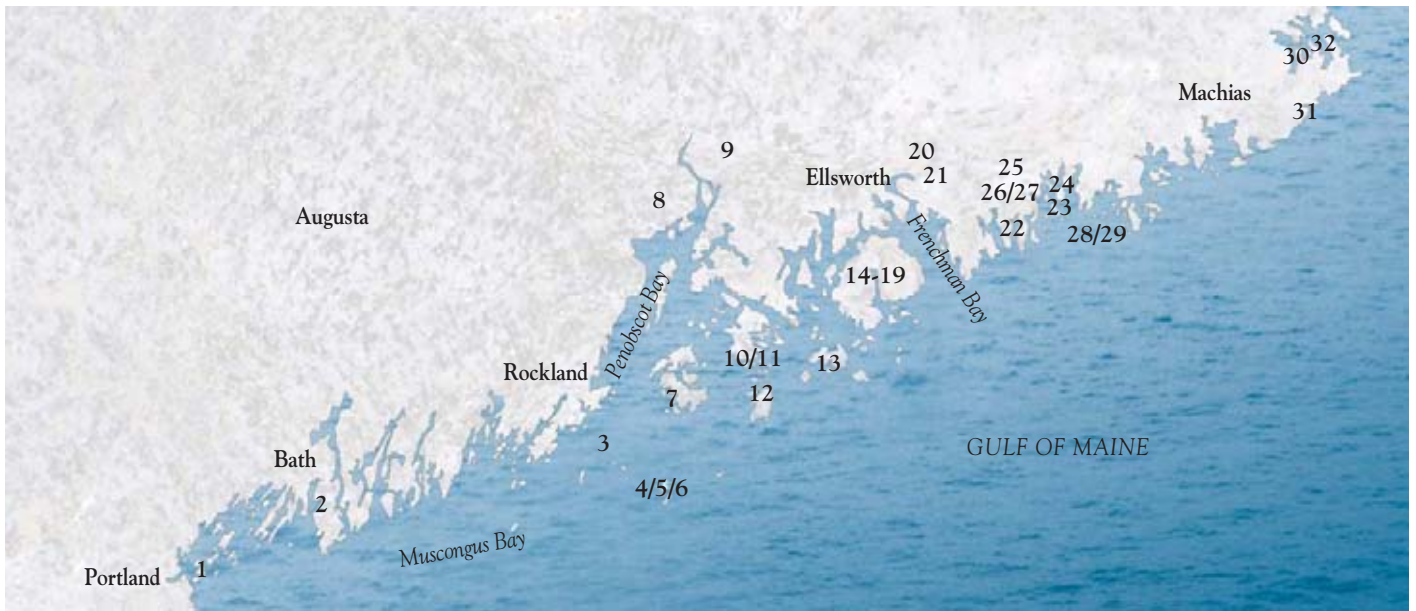 32
30
Machias
31
9
20
Ellsworth
21
25
24
26/27
8
23
Augusta
22
28/29
Frenchman Bay
14-19
Penobscot Bay
10/11
13
Rockland
7
12
3
GULF OF MAINE
Bath
4/5/6
2
Muscongus Bay
Portland
1